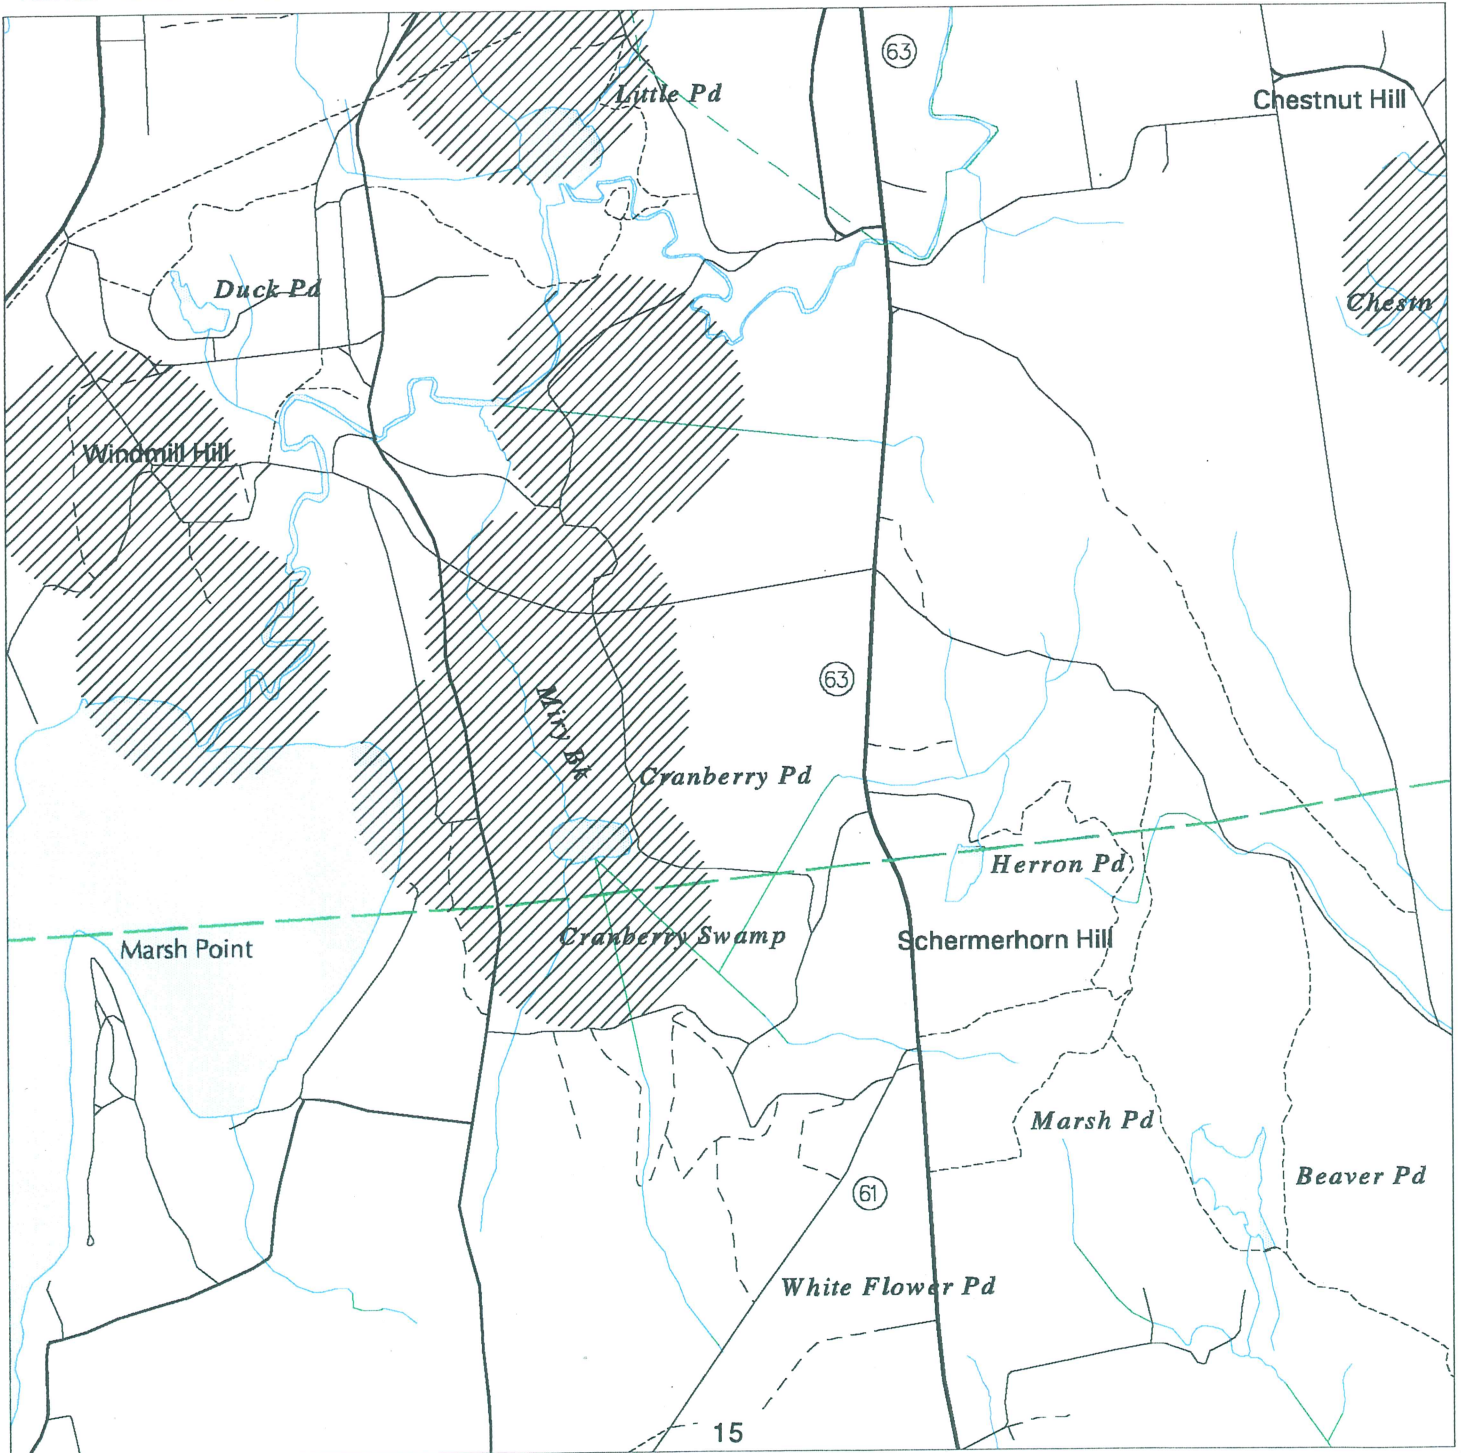 63
Little Pd
Chestnut Hill
Duck Pd
Chestn
Windmill Hill
63
Miry Bk
Cranberry Pd
Herron Pd
Cranberry Swamp
Schermerhorn Hill
Marsh Point
Marsh Pd
Beaver Pd
61
White Flower Pd
15